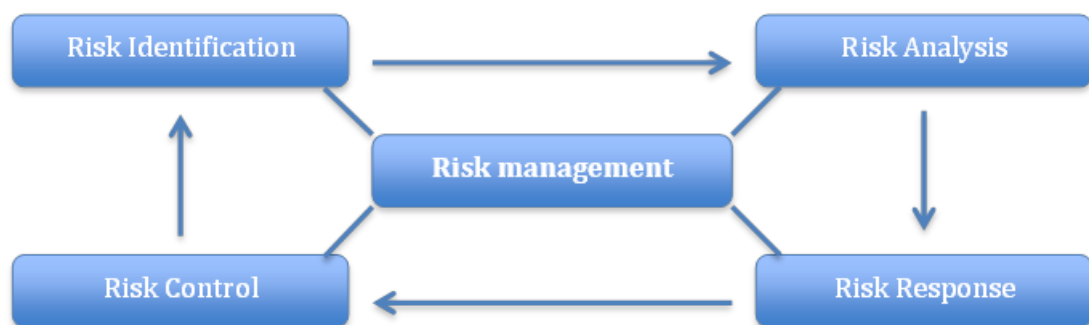 Risk Identification
Risk Analysis
Risk management
Risk Control
Risk Response